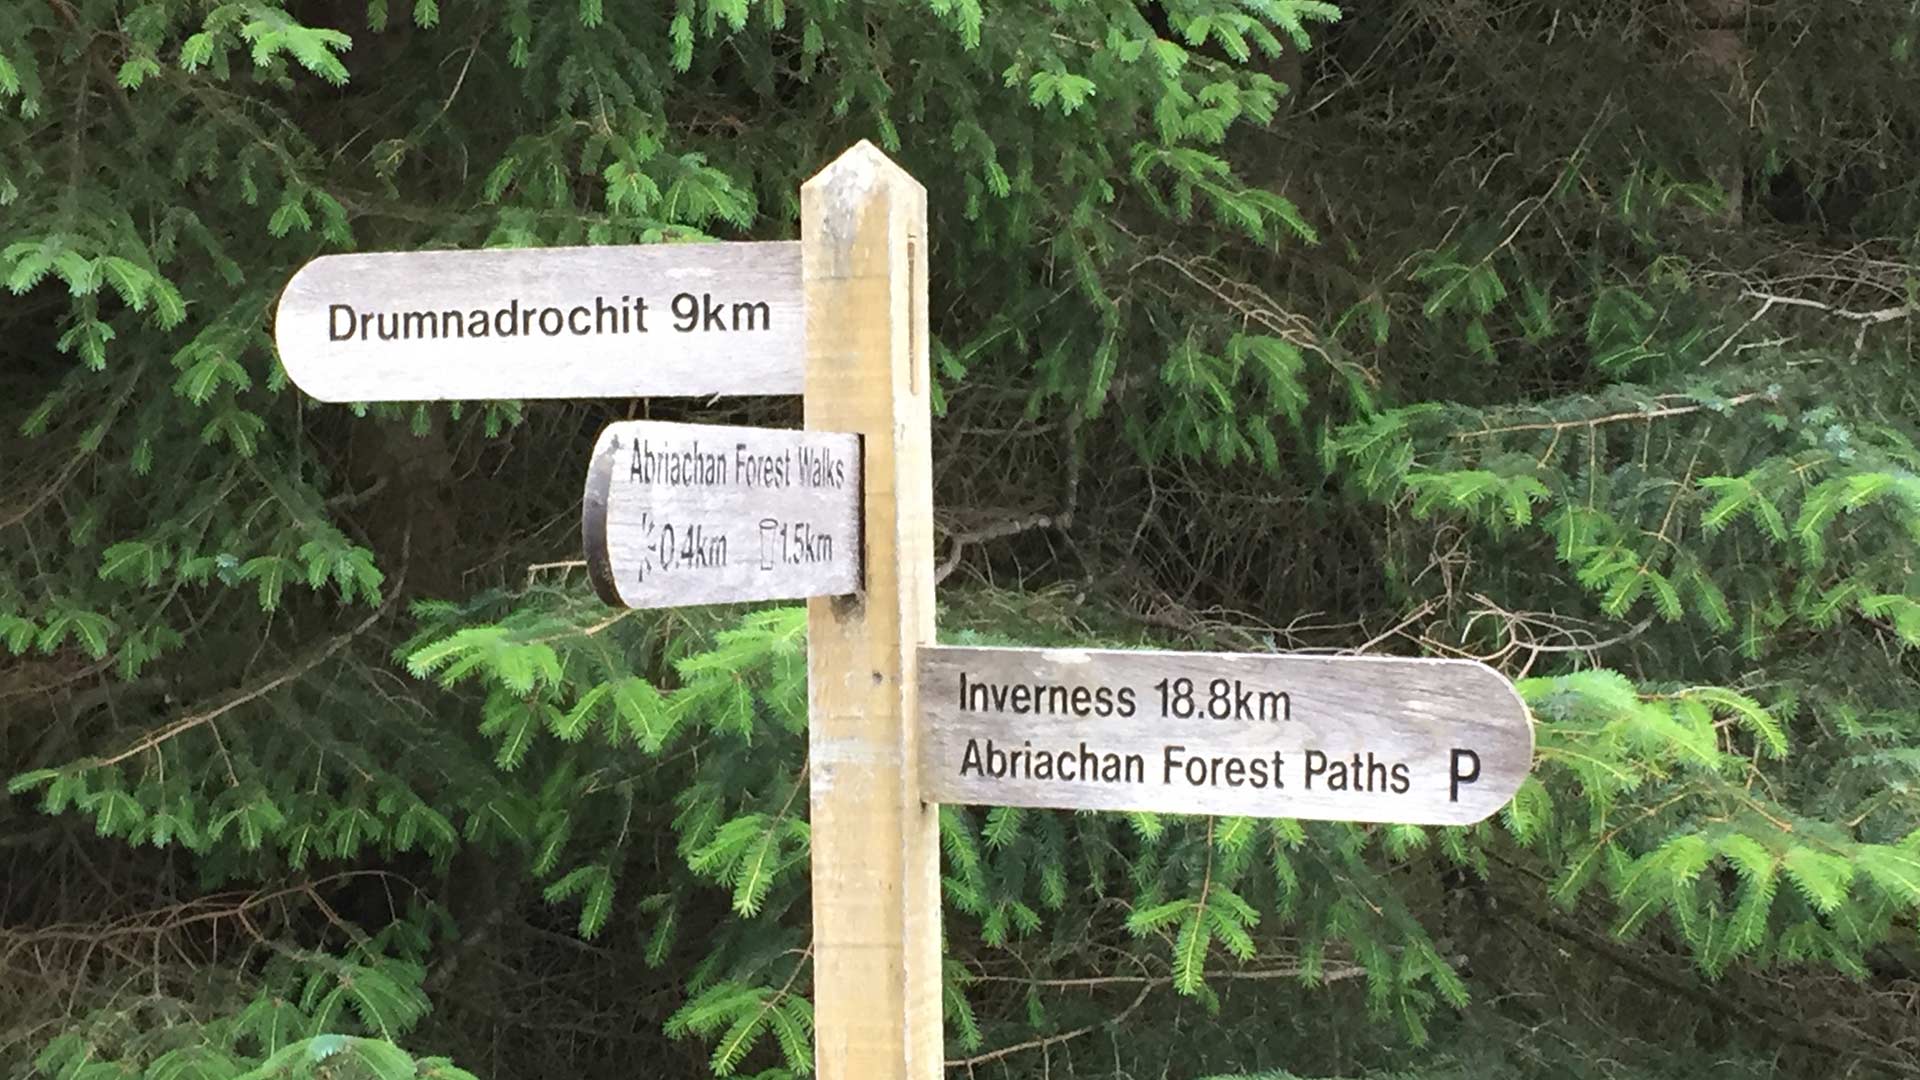 Drumnadrochit 9km
Abriachan Forest Walks
0.4km 1.5km
Inverness 18.8km
Abriachan Forest Paths P